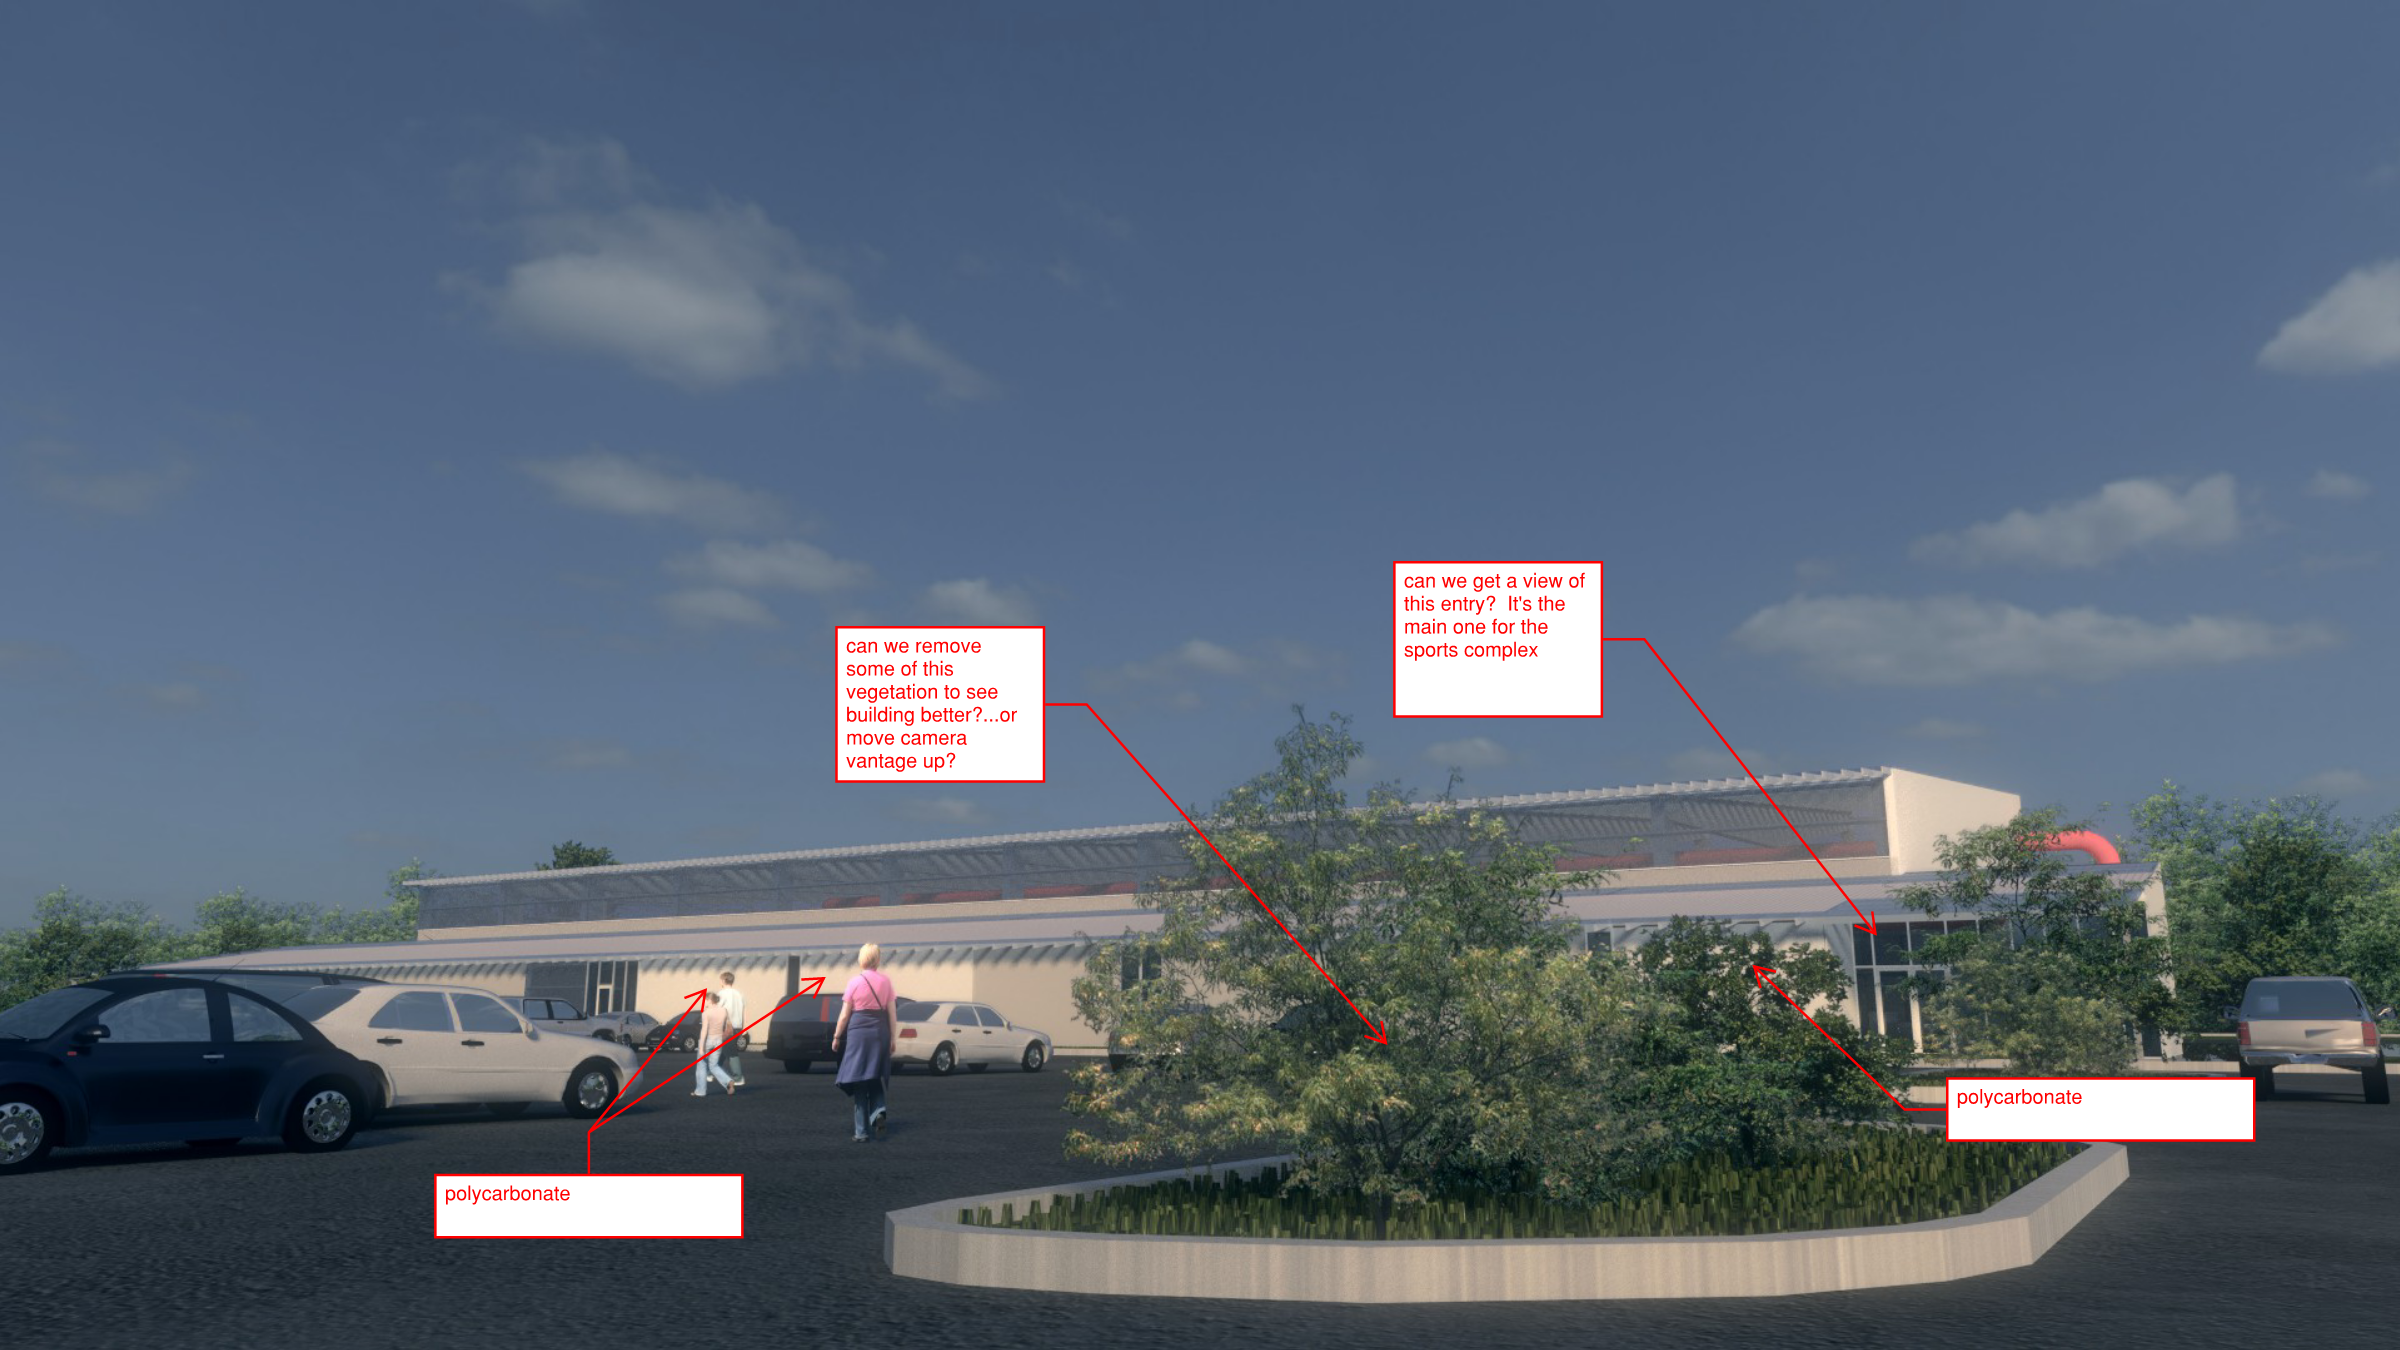 can we get a view of
this entry?  It's the
main one for the
sports complex
can we remove
some of this
vegetation to see
building better?...or
move camera
vantage up?
polycarbonate
polycarbonate